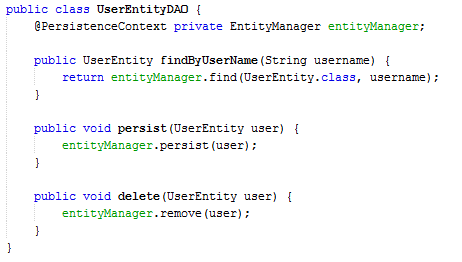 public class UserEntityDAO {
@PersistenceContext private EntityManager entityManager;
public UserEntity findByUserName(String username) {
return entityManager.find(UserEntity.class, username);
}
public void persist(UserEntity user) {
entityManager.persist(user);
}
public void delete(UserEntity user) {
entityManager.remove(user);
}
}